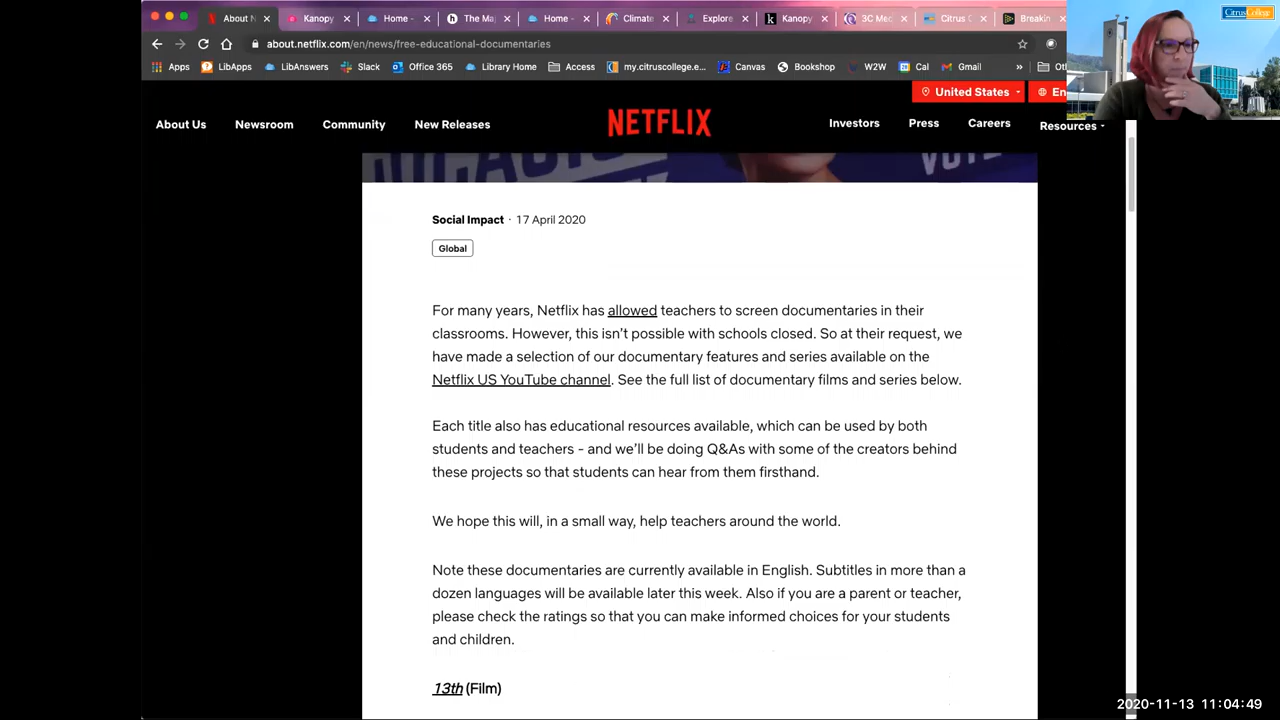 About N
Kanopy
Home -
The Ma
Home -
Climate
Explore
Kanopy
3C Med
Citrus C
Breakin
about.netflix.com/en/news/free-educational-documentaries
Apps
LibApps
LibAnswers
Slack
Office 365
Library Home
Access
my.citruscollege.e...
Canvas
Bookshop
W2W
Cal
Gmail
»
CitrusCollege
United States
En
About Us
Newsroom
Community
New Releases
NETFLIX
Investors
Press
Careers
Resources
VOTE
Social Impact · 17 April 2020
Global
For many years, Netflix has allowed teachers to screen documentaries in their
classrooms. However, this isn’t possible with schools closed. So at their request, we
have made a selection of our documentary features and series available on the
Netflix US YouTube channel. See the full list of documentary films and series below.
Each title also has educational resources available, which can be used by both
students and teachers - and we’ll be doing Q&As with some of the creators behind
these projects so that students can hear from them firsthand.
We hope this will, in a small way, help teachers around the world.
Note these documentaries are currently available in English. Subtitles in more than a
dozen languages will be available later this week. Also if you are a parent or teacher,
please check the ratings so that you can make informed choices for your students
and children.
13th (Film)
2020-11-13 11:04:49